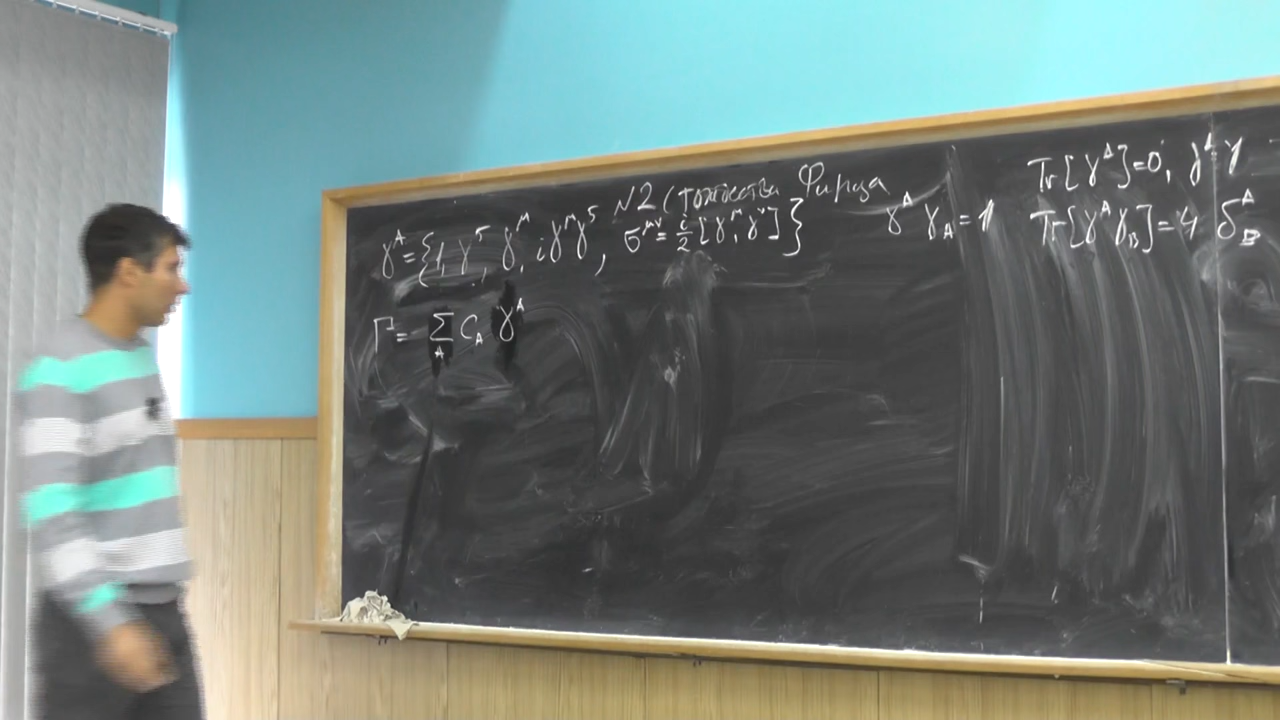 N2 (тождества Фирца
γ^A = {1, γ^5, γ^μ, iγ^μγ^5, σ^{μν} = i/2 [γ^μ, γ^ν]}
γ^A γ_A = 1
Tr[γ^A] = 0, γ^A
Tr[γ^A γ_B] = 4 δ^A_B
Γ = Σ_A C_A γ^A